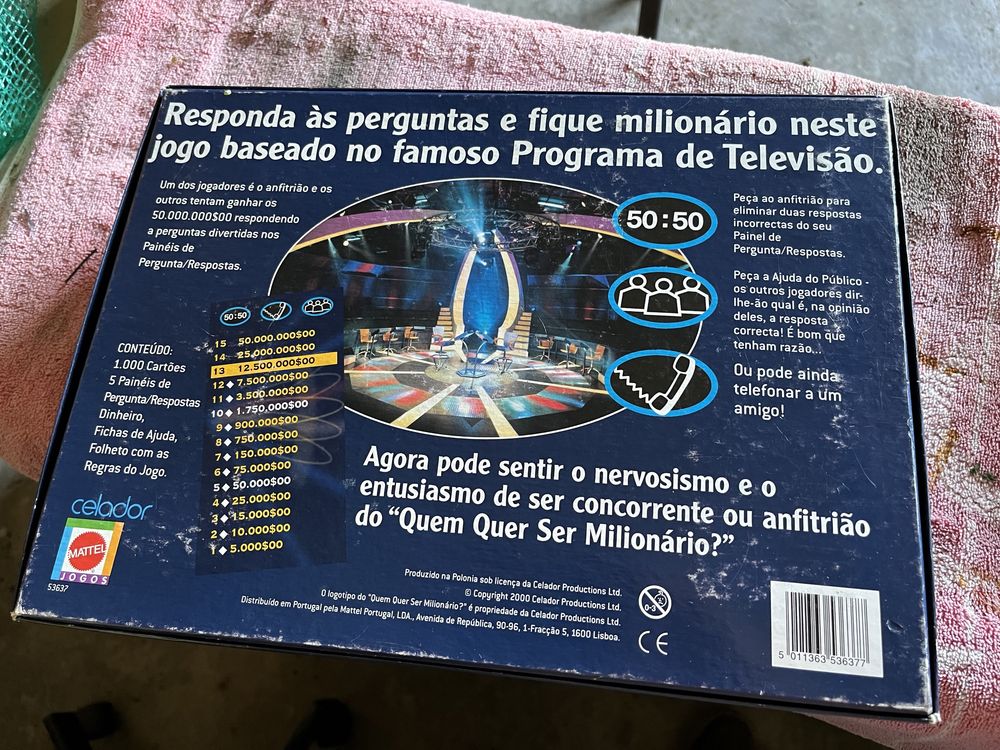 Responda às perguntas e fique milionário neste
jogo baseado no famoso Programa de Televisão.
Um dos jogadores é o anfitrião e os
outros tentam ganhar os
50.000.000$00 respondendo
a perguntas divertidas nos
Painéis de
Pergunta/Respostas.
50:50
Peça ao anfitrião para
eliminar duas respostas
incorrectas do seu
Painel de
Pergunta/Respostas.
Peça a Ajuda do Público -
os outros jogadores dir-
lhe-ão qual é, na opinião
deles, a resposta
correcta! É bom que
tenham razão...
Ou pode ainda
telefonar a um
amigo!
CONTEÚDO:
1.000 Cartões
5 Painéis de
Pergunta/Respostas
Dinheiro,
Fichas de Ajuda,
Folheto com as
Regras do Jogo.
50:50
15 50.000.000$00
14 25.000.000$00
13 12.500.000$00
12 ◆ 7.500.000$00
11 ◆ 3.500.000$00
10 ◆ 1.750.000$00
9 ◆ 900.000$00
8 ◆ 750.000$00
7 ◆ 150.000$00
6 ◆ 75.000$00
5 ◆ 50.000$00
4 ◆ 25.000$00
3 ◆ 15.000$00
2 ◆ 10.000$00
1 ◆ 5.000$00
Agora pode sentir o nervosismo e o
entusiasmo de ser concorrente ou anfitrião
do “Quem Quer Ser Milionário?”
celador
MATTEL
JOGOS
53637
Produzido na Polonia sob licença da Celador Productions Ltd.
© Copyright 2000 Celador Productions Ltd.
O logotipo do "Quem Quer Ser Milionário?" é propriedade da Celador Productions Ltd.
Distribuído em Portugal pela Mattel Portugal, LDA., Avenida de República, 90-96, 1-Fracção 5, 1600 Lisboa.
0-3
CE
5 011363 536377